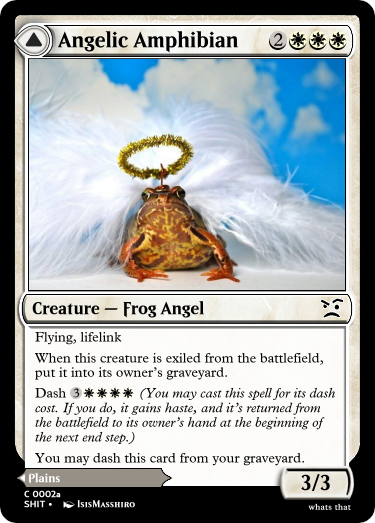 Angelic Amphibian 2
Creature — Frog Angel
Flying, lifelink
When this creature is exiled from the battlefield,
put it into its owner's graveyard.
Dash 3 (You may cast this spell for its dash
cost. If you do, it gains haste, and it's returned from
the battlefield to its owner's hand at the beginning of
the next end step.)
You may dash this card from your graveyard.
Plains
3/3
C 0002a
SHIT • IsisMasshiro
whats that